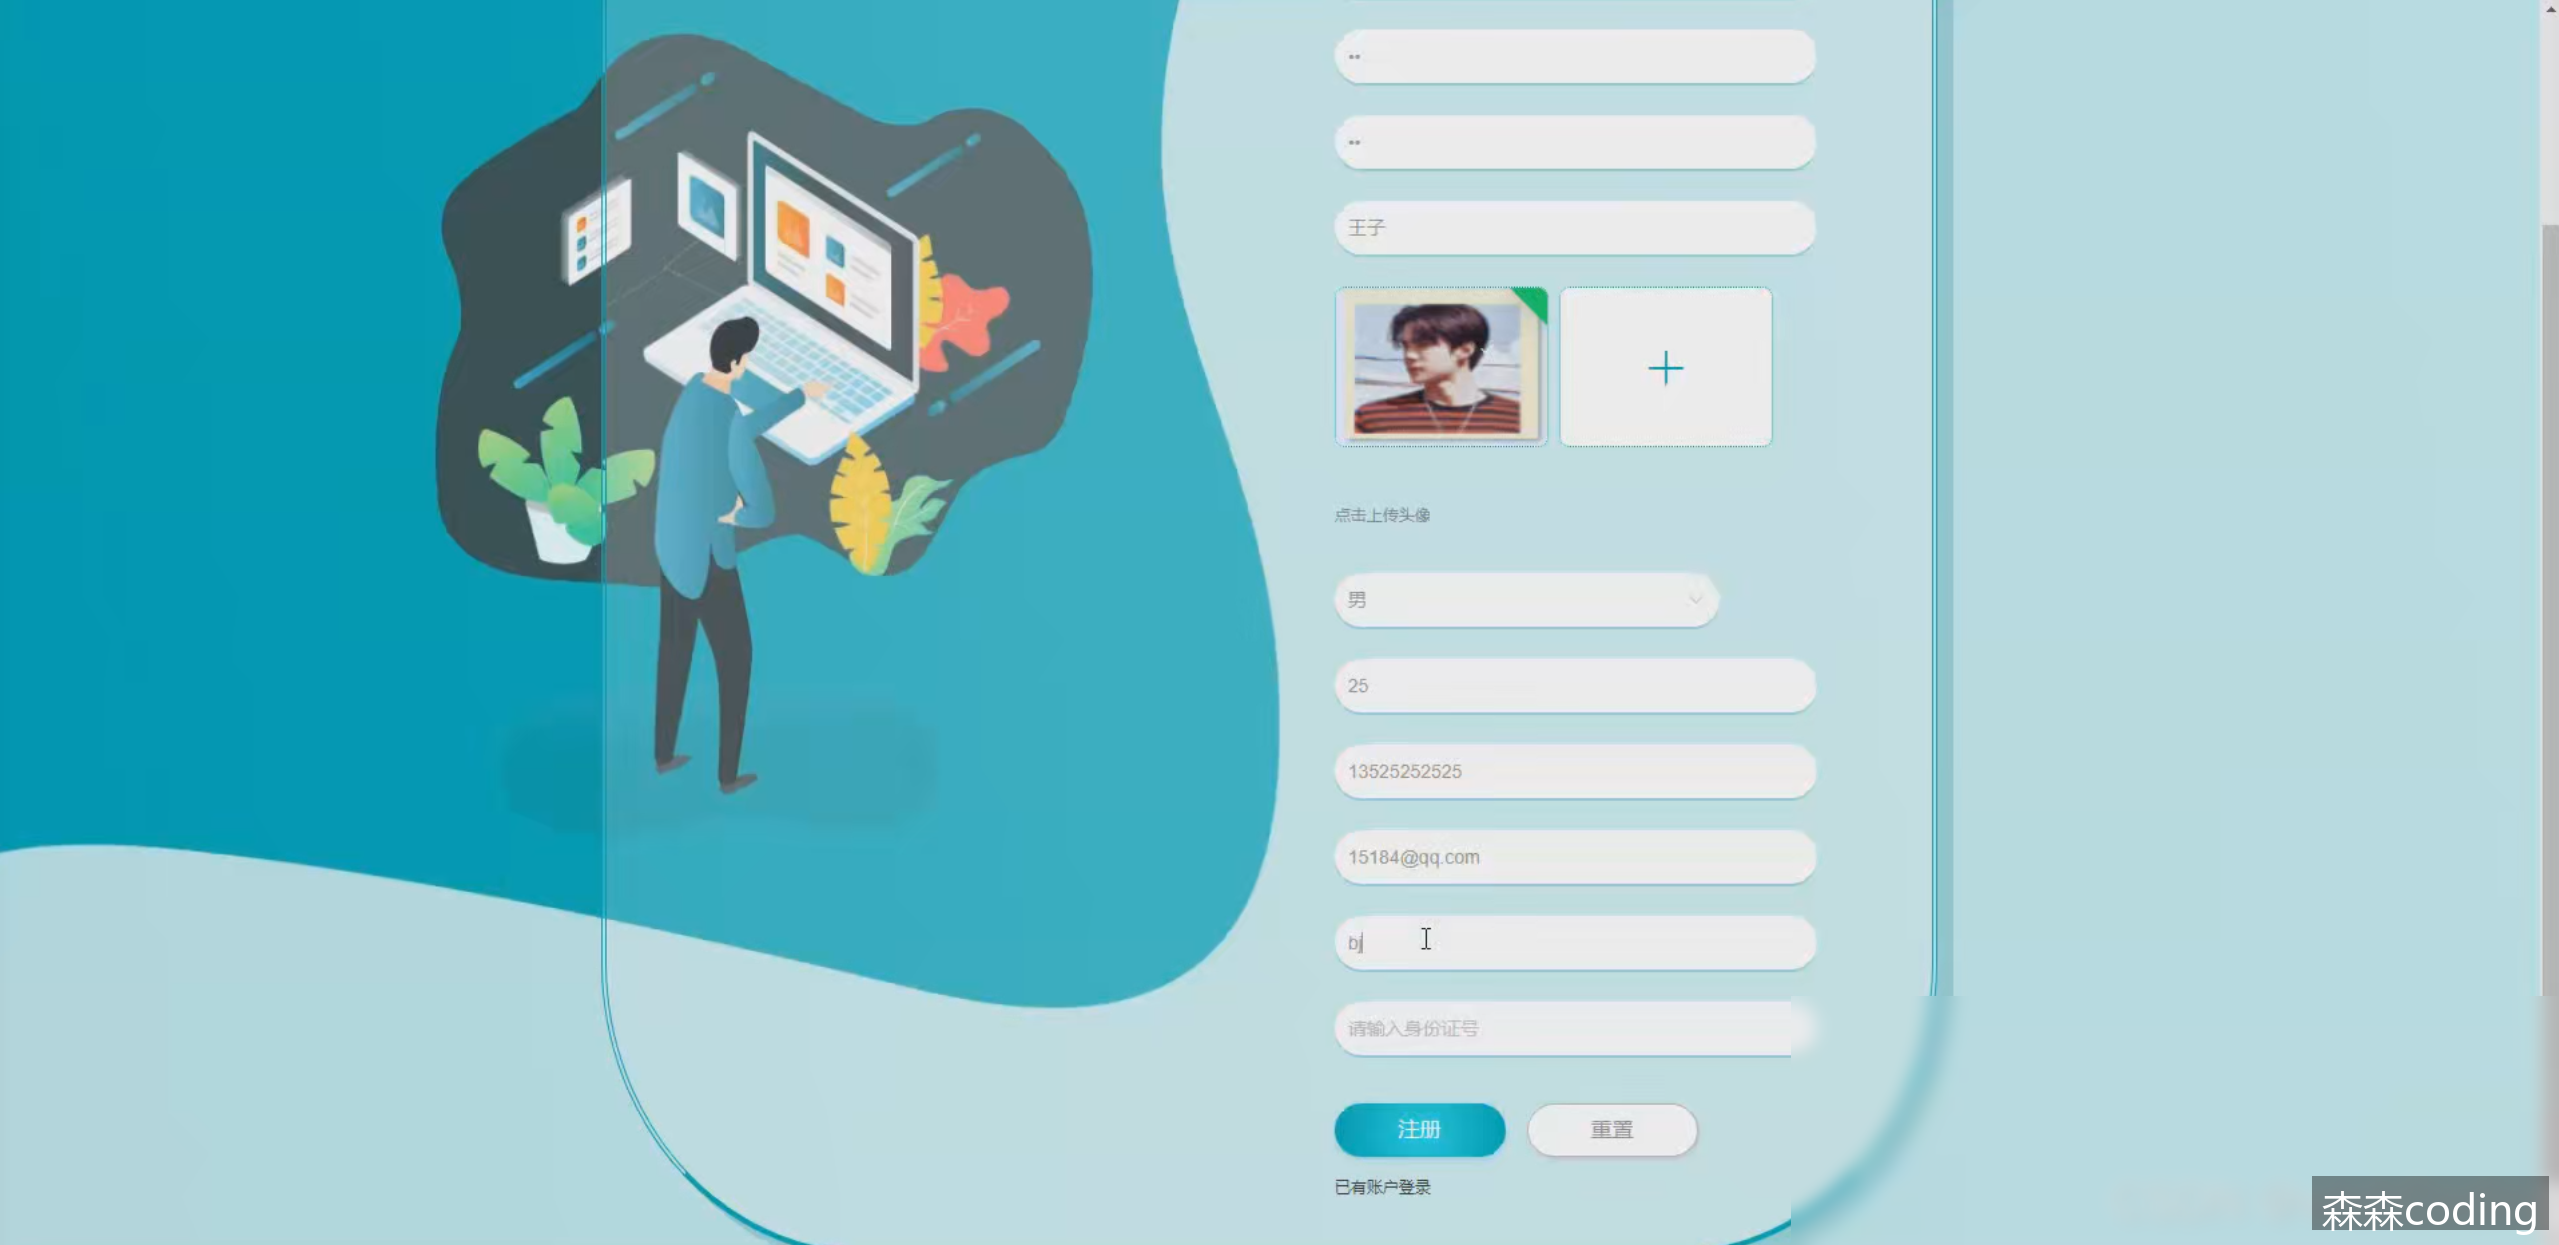 ••
••
王子
点击上传头像
男
25
13525252525
15184@qq.com
bj
请输入身份证号
注册
重置
已有账户登录
森森coding